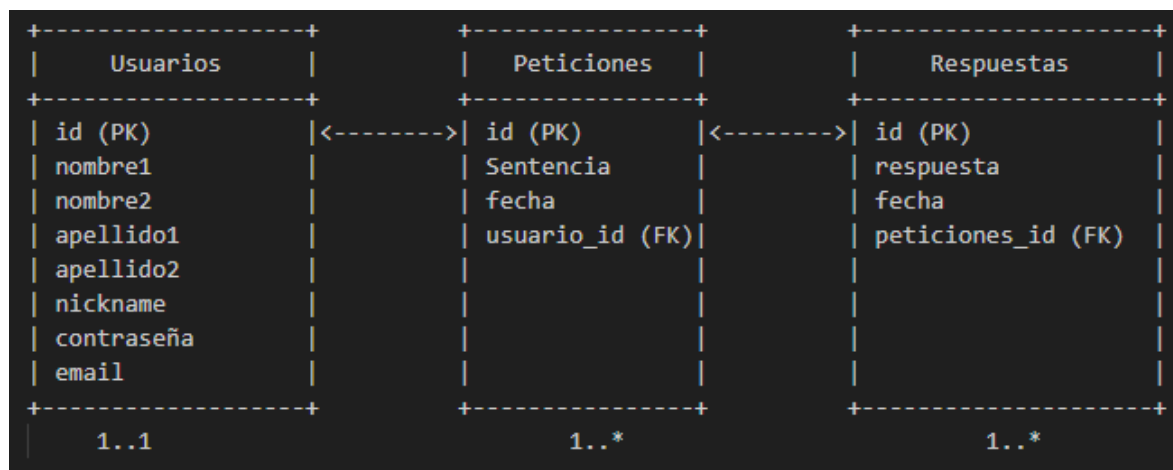 +-------------------+          +----------------+          +---------------------+
|     Usuarios      |          |   Peticiones   |          |     Respuestas      |
+-------------------+          +----------------+          +---------------------+
| id (PK)           |<-------->| id (PK)        |<-------->| id (PK)             |
| nombre1           |          | Sentencia      |          | respuesta           |
| nombre2           |          | fecha          |          | fecha               |
| apellido1         |          | usuario_id (FK)|          | peticiones_id (FK)  |
| apellido2         |          |                |          |                     |
| nickname          |          |                |          |                     |
| contraseña        |          |                |          |                     |
| email             |          |                |          |                     |
+-------------------+          +----------------+          +---------------------+
     1..1                              1..*                          1..*